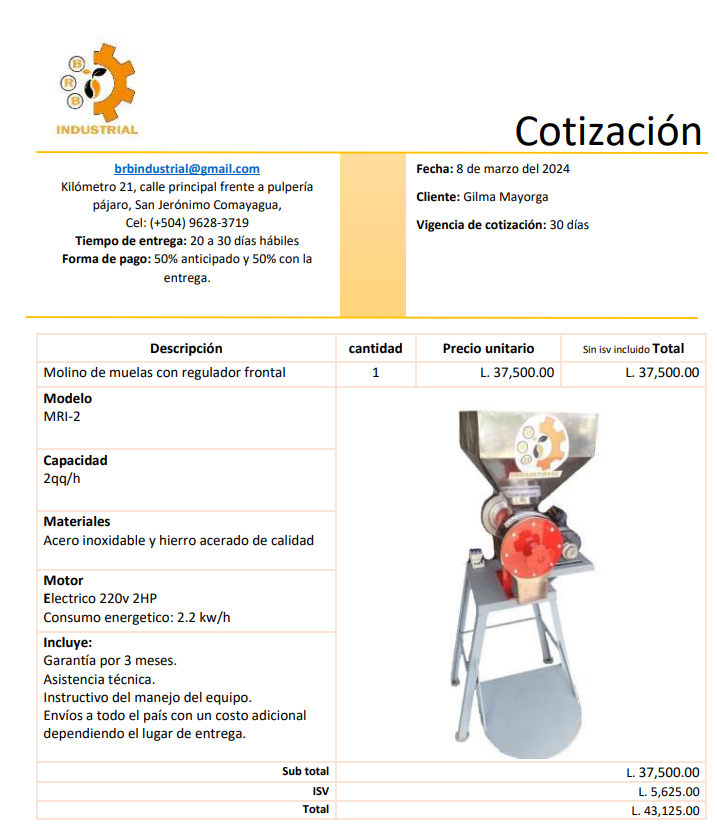 B
R
B
INDUSTRIAL
Cotización
brbindustrial@gmail.com
Kilómetro 21, calle principal frente a pulpería
pájaro, San Jerónimo Comayagua,
Cel: (+504) 9628-3719
Tiempo de entrega: 20 a 30 días hábiles
Forma de pago: 50% anticipado y 50% con la
entrega.
Fecha: 8 de marzo del 2024
Cliente: Gilma Mayorga
Vigencia de cotización: 30 días
Descripción cantidad Precio unitario Sin isv incluido Total
Molino de muelas con regulador frontal 1 L. 37,500.00 L. 37,500.00
Modelo
MRI-2
Capacidad
2qq/h
Materiales
Acero inoxidable y hierro acerado de calidad
Motor
Electrico 220v 2HP
Consumo energetico: 2.2 kw/h
Incluye:
Garantía por 3 meses.
Asistencia técnica.
Instructivo del manejo del equipo.
Envíos a todo el país con un costo adicional
dependiendo el lugar de entrega.
INDUSTRIAL
Sub total L. 37,500.00
ISV L. 5,625.00
Total L. 43,125.00